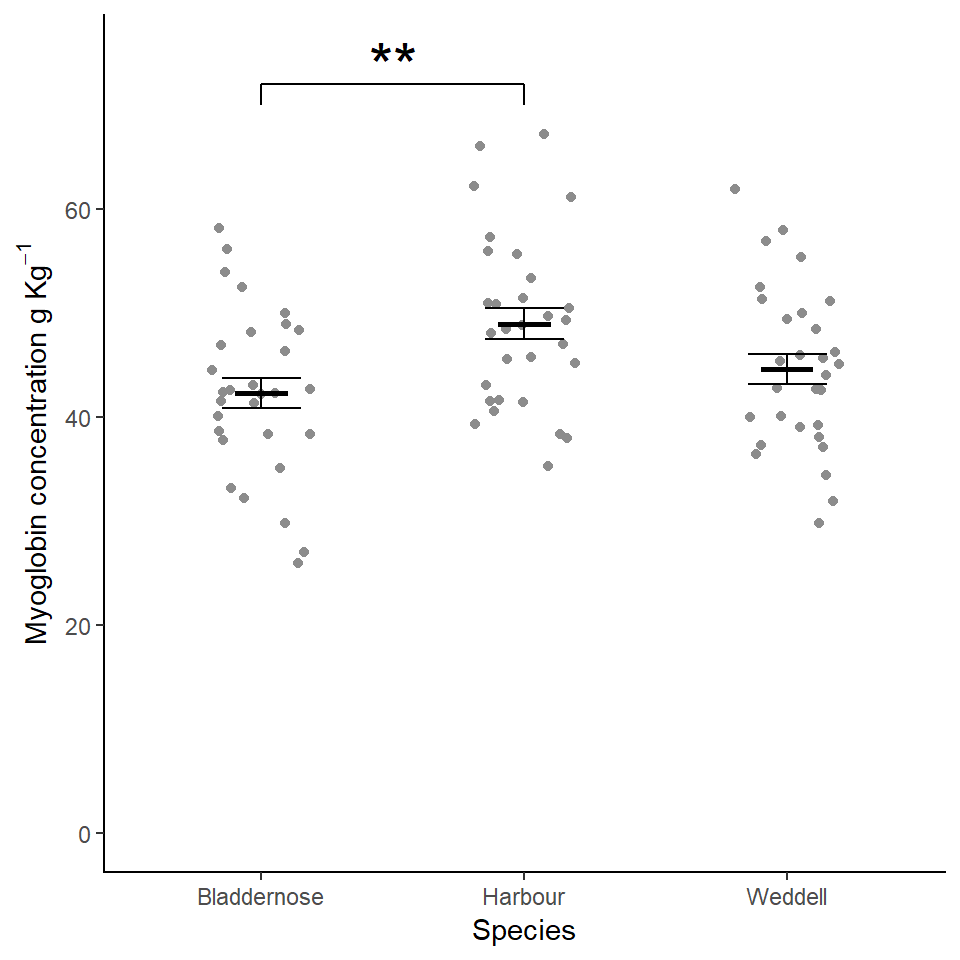 **
Myoglobin concentration g Kg⁻¹
60
40
20
0
Bladdernose Harbour Weddell
Species